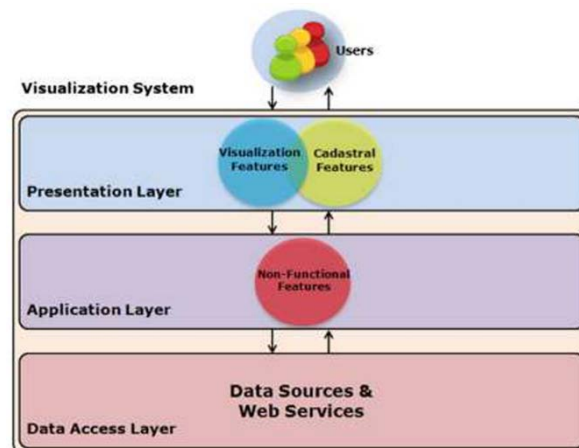 Users
Visualization System
Visualization
Features
Cadastral
Features
Presentation Layer
Non-Functional
Features
Application Layer
Data Sources &
Web Services
Data Access Layer